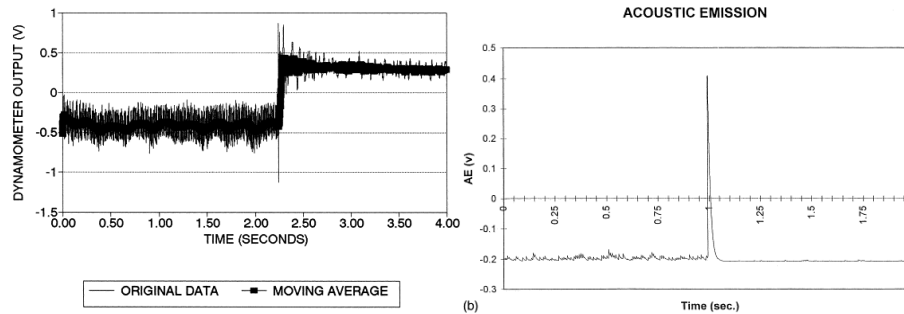 DYNAMOMETER OUTPUT (V)
1
0.5
0
-0.5
-1
-1.5
0.00 0.50 1.00 1.50 2.00 2.50 3.00 3.50 4.00
TIME (SECONDS)
ORIGINAL DATA MOVING AVERAGE
ACOUSTIC EMISSION
AE (v)
0.5
0.4
0.3
0.2
0.1
0
-0.1
-0.2
-0.3
0 0.25 0.5 0.75 1 1.25 1.5 1.75
(b)
Time (sec.)